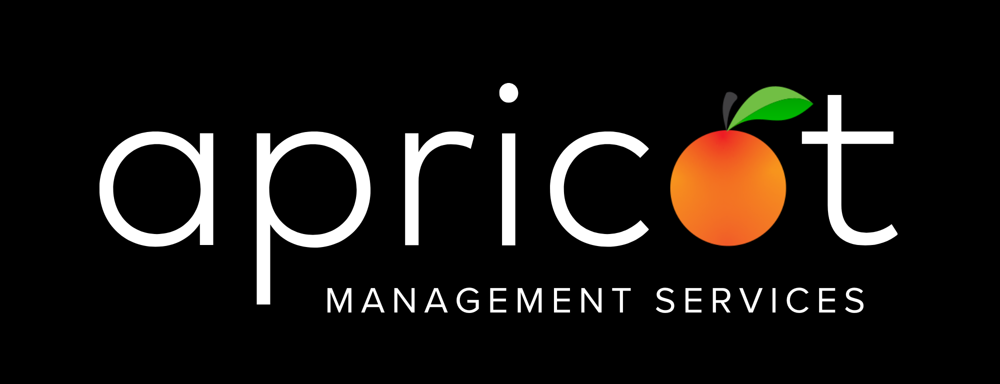 apricot
MANAGEMENT SERVICES